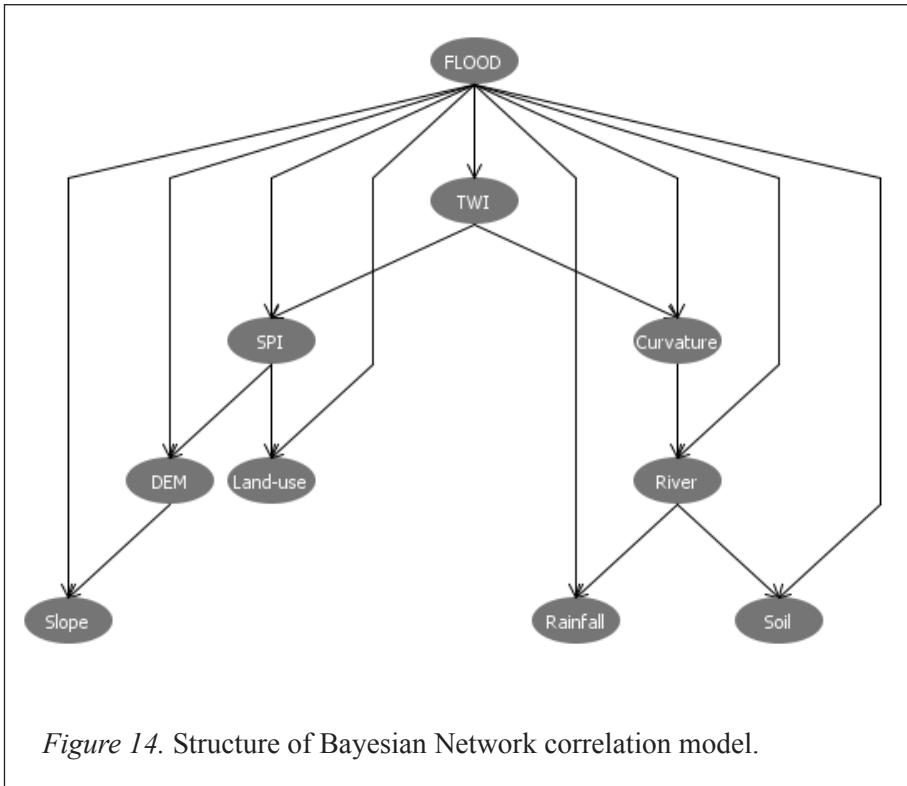 FLOOD
TWI
SPI
Curvature
DEM
Land-use
River
Slope
Rainfall
Soil
Figure 14. Structure of Bayesian Network correlation model.